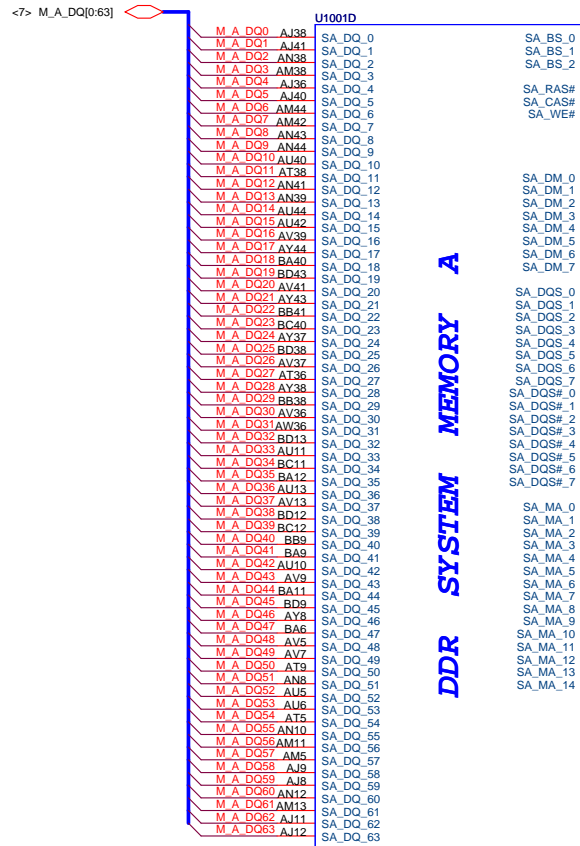 <7> M_A_DQ[0:63]
U1001D
M_A_DQ0 AJ38 SA_DQ_0 SA_BS_0
M_A_DQ1 AJ41 SA_DQ_1 SA_BS_1
M_A_DQ2 AN38 SA_DQ_2 SA_BS_2
M_A_DQ3 AM38 SA_DQ_3
M_A_DQ4 AJ36 SA_DQ_4 SA_RAS#
M_A_DQ5 AJ40 SA_DQ_5 SA_CAS#
M_A_DQ6 AM44 SA_DQ_6 SA_WE#
M_A_DQ7 AM42 SA_DQ_7
M_A_DQ8 AN43 SA_DQ_8
M_A_DQ9 AN44 SA_DQ_9
M_A_DQ10 AU40 SA_DQ_10
M_A_DQ11 AT38 SA_DQ_11 SA_DM_0
M_A_DQ12 AN41 SA_DQ_12 SA_DM_1
M_A_DQ13 AN39 SA_DQ_13 SA_DM_2
M_A_DQ14 AU44 SA_DQ_14 SA_DM_3
M_A_DQ15 AU42 SA_DQ_15 SA_DM_4
M_A_DQ16 AV39 SA_DQ_16 SA_DM_5
M_A_DQ17 AY44 SA_DQ_17 SA_DM_6
M_A_DQ18 BA40 SA_DQ_18 SA_DM_7
M_A_DQ19 BD43 SA_DQ_19
M_A_DQ20 AV41 SA_DQ_20 SA_DQS_0
M_A_DQ21 AY43 SA_DQ_21 SA_DQS_1
M_A_DQ22 BB41 SA_DQ_22 SA_DQS_2
M_A_DQ23 BC40 SA_DQ_23 SA_DQS_3
M_A_DQ24 AY37 SA_DQ_24 SA_DQS_4
M_A_DQ25 BD38 SA_DQ_25 SA_DQS_5
M_A_DQ26 AV37 SA_DQ_26 SA_DQS_6
M_A_DQ27 AT36 SA_DQ_27 SA_DQS_7
M_A_DQ28 AY38 SA_DQ_28 SA_DQS#_0
M_A_DQ29 BB38 SA_DQ_29 SA_DQS#_1
M_A_DQ30 AV36 SA_DQ_30 SA_DQS#_2
M_A_DQ31 AW36 SA_DQ_31 SA_DQS#_3
M_A_DQ32 BD13 SA_DQ_32 SA_DQS#_4
M_A_DQ33 AU11 SA_DQ_33 SA_DQS#_5
M_A_DQ34 BC11 SA_DQ_34 SA_DQS#_6
M_A_DQ35 BA12 SA_DQ_35 SA_DQS#_7
M_A_DQ36 AU13 SA_DQ_36
M_A_DQ37 AV13 SA_DQ_37 SA_MA_0
M_A_DQ38 BD12 SA_DQ_38 SA_MA_1
M_A_DQ39 BC12 SA_DQ_39 SA_MA_2
M_A_DQ40 BB9 SA_DQ_40 SA_MA_3
M_A_DQ41 BA9 SA_DQ_41 SA_MA_4
M_A_DQ42 AU10 SA_DQ_42 SA_MA_5
M_A_DQ43 AV9 SA_DQ_43 SA_MA_6
M_A_DQ44 BA11 SA_DQ_44 SA_MA_7
M_A_DQ45 BD9 SA_DQ_45 SA_MA_8
M_A_DQ46 AY8 SA_DQ_46 SA_MA_9
M_A_DQ47 BA6 SA_DQ_47 SA_MA_10
M_A_DQ48 AV5 SA_DQ_48 SA_MA_11
M_A_DQ49 AV7 SA_DQ_49 SA_MA_12
M_A_DQ50 AT9 SA_DQ_50 SA_MA_13
M_A_DQ51 AN8 SA_DQ_51 SA_MA_14
M_A_DQ52 AU5 SA_DQ_52
M_A_DQ53 AU6 SA_DQ_53
M_A_DQ54 AT5 SA_DQ_54
M_A_DQ55 AN10 SA_DQ_55
M_A_DQ56 AM11 SA_DQ_56
M_A_DQ57 AM5 SA_DQ_57
M_A_DQ58 AJ9 SA_DQ_58
M_A_DQ59 AJ8 SA_DQ_59
M_A_DQ60 AN12 SA_DQ_60
M_A_DQ61 AM13 SA_DQ_61
M_A_DQ62 AJ11 SA_DQ_62
M_A_DQ63 AJ12 SA_DQ_63
DDR SYSTEM MEMORY A